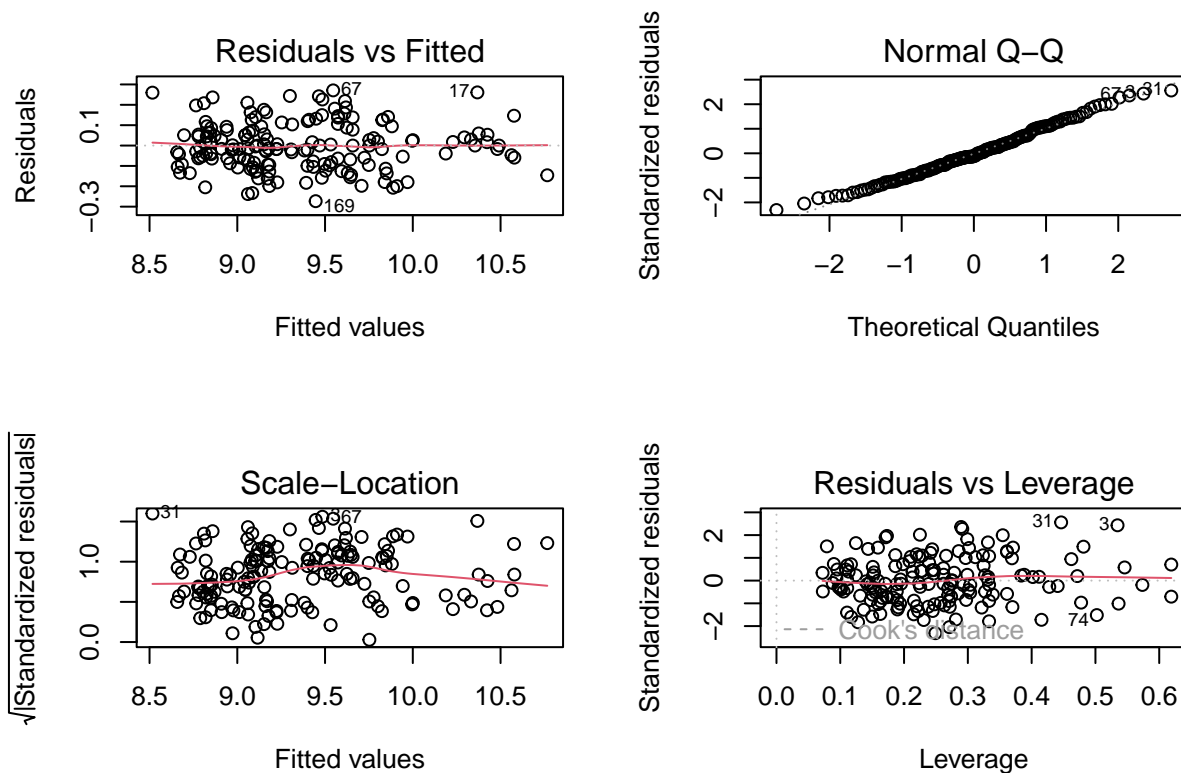 Residuals vs Fitted
Residuals
−0.3
0.1
67
17
169
8.5 9.0 9.5 10.0 10.5
Fitted values
Normal Q−Q
Standardized residuals
−2 0 2
67 3 31
−2 −1 0 1 2
Theoretical Quantiles
Scale−Location
√|Standardized residuals|
0.0 1.0
31
67
8.5 9.0 9.5 10.0 10.5
Fitted values
Residuals vs Leverage
Standardized residuals
−2 0 2
31 3
74
Cook's distance
0.0 0.1 0.2 0.3 0.4 0.5 0.6
Leverage